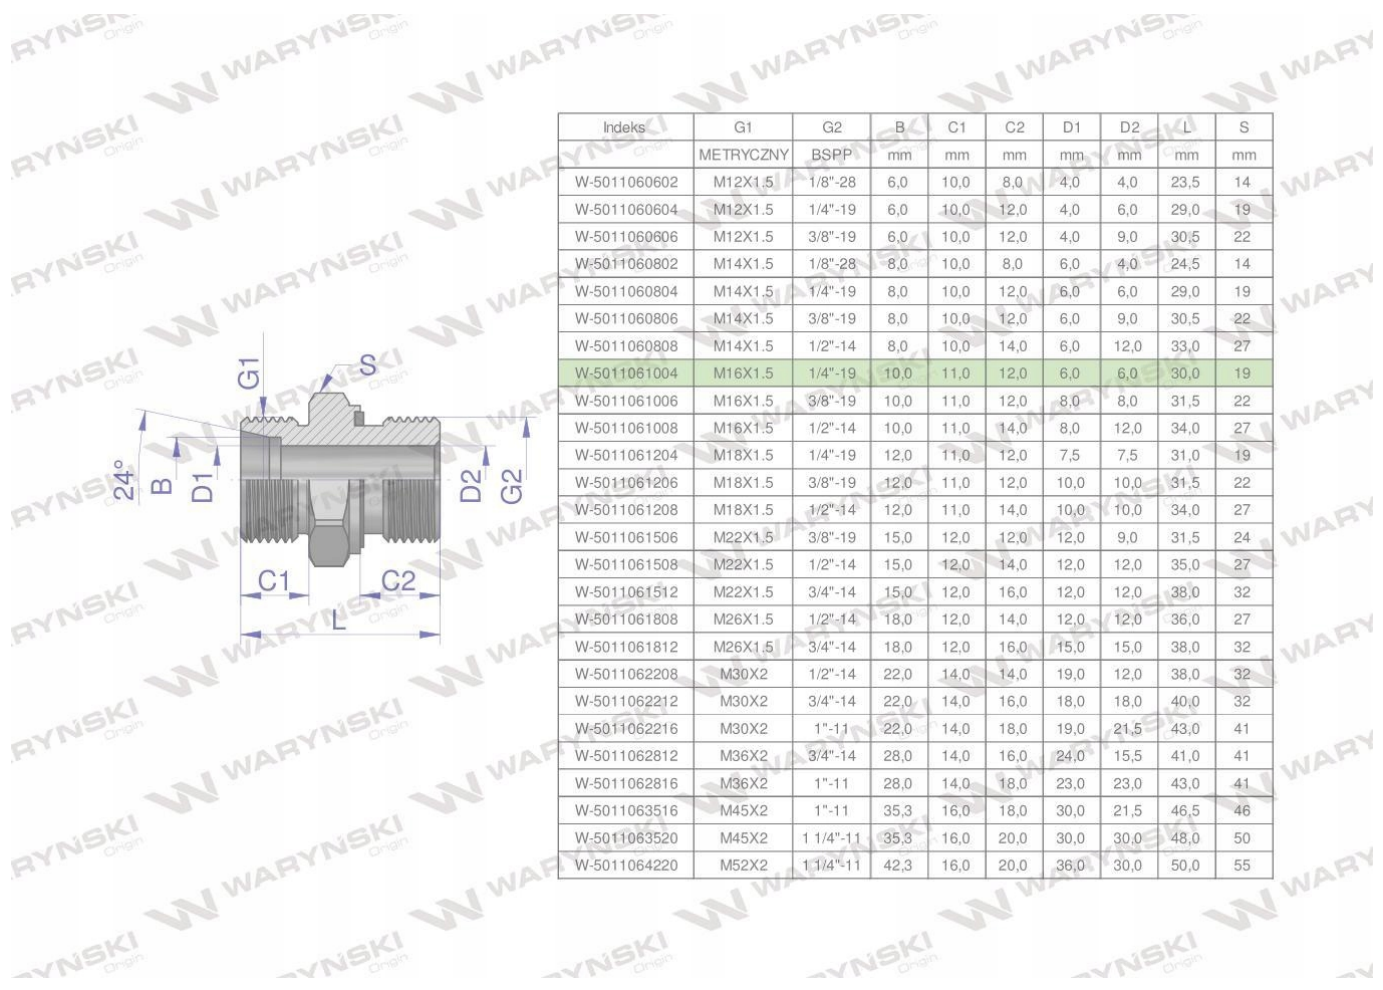 Indeks G1 G2 B C1 C2 D1 D2 L S
METRYCZNY BSPP mm mm mm mm mm mm mm
W-5011060602 M12X1.5 1/8"-28 6,0 10,0 8,0 4,0 4,0 23,5 14
W-5011060604 M12X1.5 1/4"-19 6,0 10,0 12,0 4,0 6,0 29,0 19
W-5011060606 M12X1.5 3/8"-19 6,0 10,0 12,0 4,0 9,0 30,5 22
W-5011060802 M14X1.5 1/8"-28 8,0 10,0 8,0 6,0 4,0 24,5 14
W-5011060804 M14X1.5 1/4"-19 8,0 10,0 12,0 6,0 6,0 29,0 19
W-5011060806 M14X1.5 3/8"-19 8,0 10,0 12,0 6,0 9,0 30,5 22
W-5011060808 M14X1.5 1/2"-14 8,0 10,0 14,0 6,0 12,0 33,0 27
W-5011061004 M16X1.5 1/4"-19 10,0 11,0 12,0 6,0 6,0 30,0 19
W-5011061006 M16X1.5 3/8"-19 10,0 11,0 12,0 8,0 8,0 31,5 22
W-5011061008 M16X1.5 1/2"-14 10,0 11,0 14,0 8,0 12,0 34,0 27
W-5011061204 M18X1.5 1/4"-19 12,0 11,0 12,0 7,5 7,5 31,0 19
W-5011061206 M18X1.5 3/8"-19 12,0 11,0 12,0 10,0 10,0 31,5 22
W-5011061208 M18X1.5 1/2"-14 12,0 11,0 14,0 10,0 10,0 34,0 27
W-5011061506 M22X1.5 3/8"-19 15,0 12,0 12,0 12,0 9,0 31,5 24
W-5011061508 M22X1.5 1/2"-14 15,0 12,0 14,0 12,0 12,0 35,0 27
W-5011061512 M22X1.5 3/4"-14 15,0 12,0 16,0 12,0 12,0 38,0 32
W-5011061808 M26X1.5 1/2"-14 18,0 12,0 14,0 12,0 12,0 36,0 27
W-5011061812 M26X1.5 3/4"-14 18,0 12,0 16,0 15,0 15,0 38,0 32
W-5011062208 M30X2 1/2"-14 22,0 14,0 14,0 19,0 12,0 38,0 32
W-5011062212 M30X2 3/4"-14 22,0 14,0 16,0 18,0 18,0 40,0 32
W-5011062216 M30X2 1"-11 22,0 14,0 18,0 19,0 21,5 43,0 41
W-5011062812 M36X2 3/4"-14 28,0 14,0 16,0 24,0 15,5 41,0 41
W-5011062816 M36X2 1"-11 28,0 14,0 18,0 23,0 23,0 43,0 41
W-5011063516 M45X2 1"-11 35,3 16,0 18,0 30,0 21,5 46,5 46
W-5011063520 M45X2 1 1/4"-11 35,3 16,0 20,0 30,0 30,0 48,0 50
W-5011064220 M52X2 1 1/4"-11 42,3 16,0 20,0 36,0 30,0 50,0 55
G1
S
24°
B
D1
D2
G2
C1
C2
L
WARYNSKI
Origin